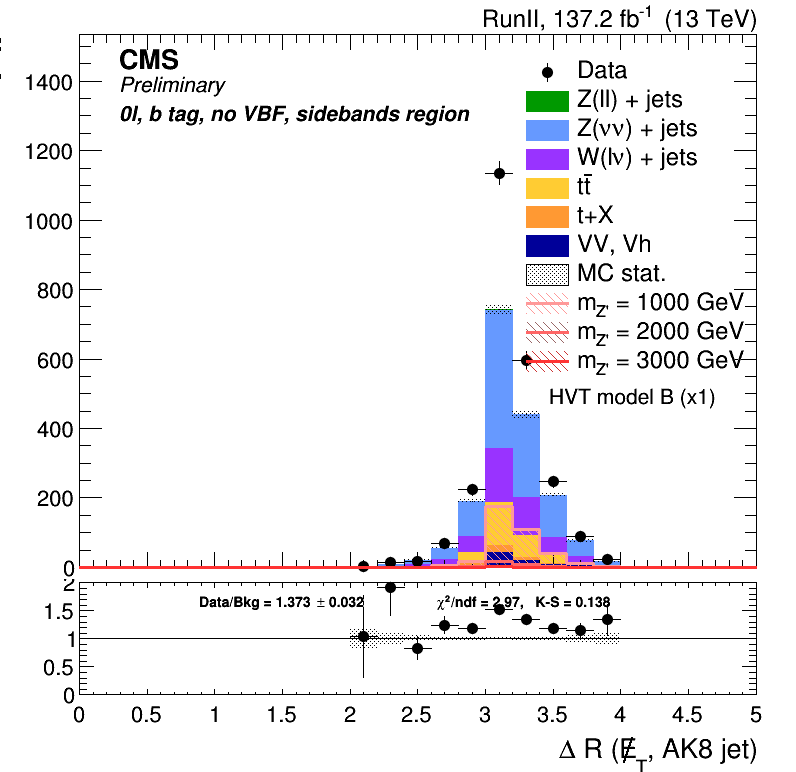 RunII, 137.2 fb⁻¹ (13 TeV)
CMS
Preliminary
0l, b tag, no VBF, sidebands region
Data
Z(ll) + jets
Z(νν) + jets
W(lν) + jets
tt̄
t+X
VV, Vh
MC stat.
m_Z' = 1000 GeV
m_Z' = 2000 GeV
m_Z' = 3000 GeV
HVT model B (x1)
1400
1200
1000
800
600
400
200
0
Data/Bkg = 1.373 ± 0.032 χ²/ndf = 2.97, K-S = 0.138
2
1.5
1
0.5
0
0 0.5 1 1.5 2 2.5 3 3.5 4 4.5 5
Δ R (E̸_T, AK8 jet)